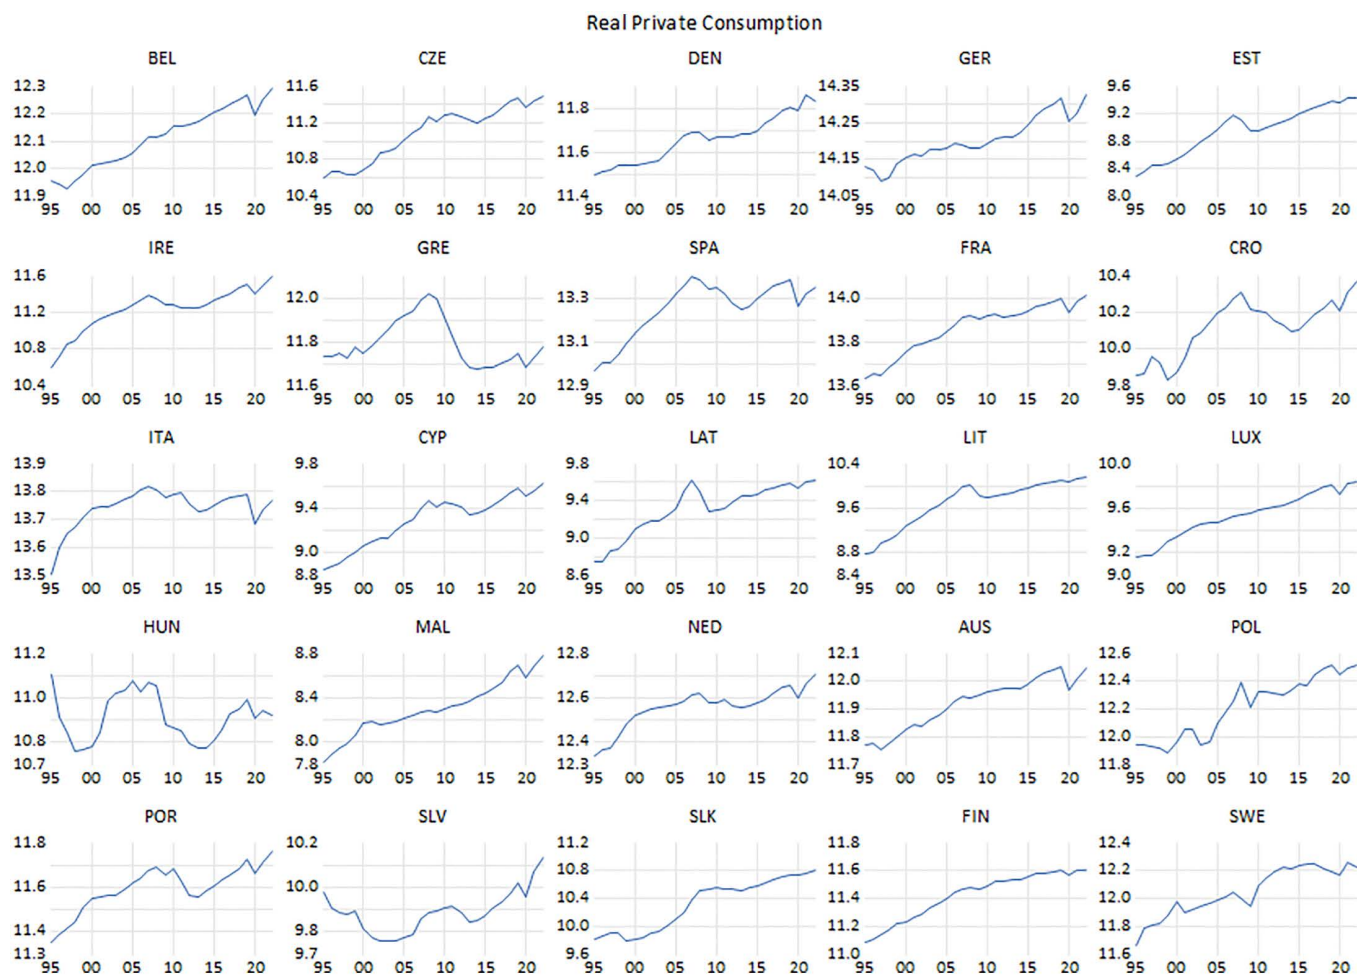 Real Private Consumption
BEL CZE DEN GER EST
12.3 11.6 11.8 14.35 9.6
12.2 11.2 11.6 14.25 9.2
12.1 10.8 11.4 14.15 8.8
12.0 10.4 14.05 8.4
11.9 8.0
95 00 05 10 15 20 95 00 05 10 15 20 95 00 05 10 15 20 95 00 05 10 15 20 95 00 05 10 15 20
IRE GRE SPA FRA CRO
11.6 12.0 13.3 14.0 10.4
11.2 11.8 13.1 13.8 10.2
10.8 11.6 12.9 13.6 10.0
10.4 9.8
95 00 05 10 15 20 95 00 05 10 15 20 95 00 05 10 15 20 95 00 05 10 15 20 95 00 05 10 15 20
ITA CYP LAT LIT LUX
13.9 9.8 9.8 10.4 10.0
13.8 9.4 9.4 9.6 9.6
13.7 9.0 9.0 8.8 9.2
13.6 8.8 8.6 8.4 9.0
13.5
95 00 05 10 15 20 95 00 05 10 15 20 95 00 05 10 15 20 95 00 05 10 15 20 95 00 05 10 15 20
HUN MAL NED AUS POL
11.2 8.8 12.8 12.1 12.6
11.0 8.4 12.6 12.0 12.4
10.8 8.0 12.4 11.9 12.2
10.7 7.8 12.3 11.8 12.0
11.7 11.8
95 00 05 10 15 20 95 00 05 10 15 20 95 00 05 10 15 20 95 00 05 10 15 20 95 00 05 10 15 20
POR SLV SLK FIN SWE
11.8 10.2 11.2 11.8 12.4
11.6 10.0 10.8 11.6 12.2
11.4 9.8 10.4 11.4 12.0
11.3 9.7 10.0 11.2 11.8
9.6 11.0 11.6
95 00 05 10 15 20 95 00 05 10 15 20 95 00 05 10 15 20 95 00 05 10 15 20 95 00 05 10 15 20